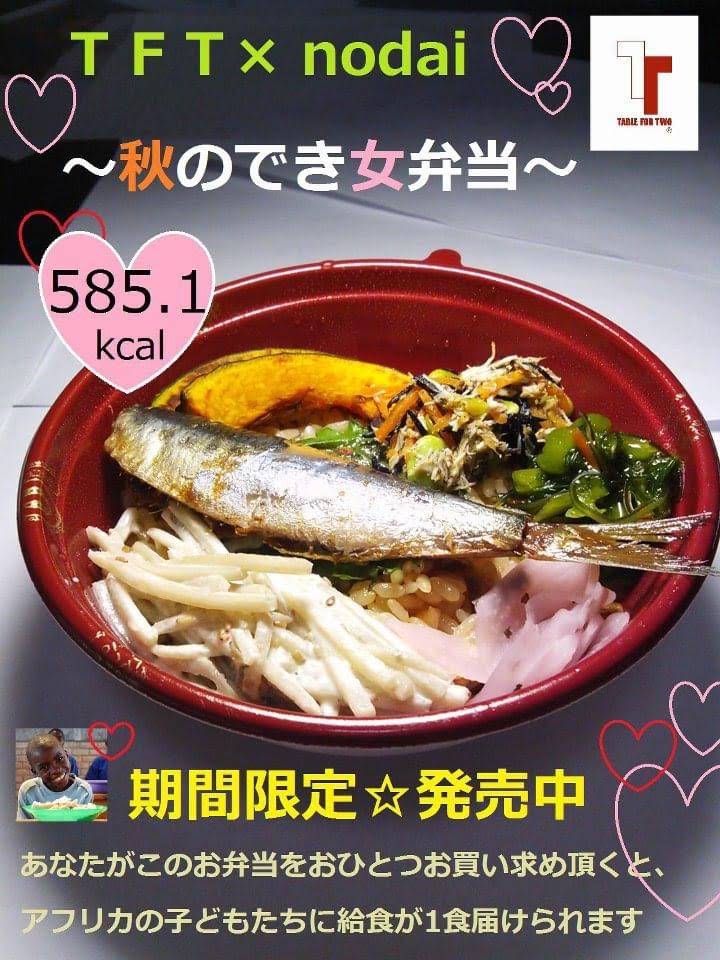 ＴＦＴ× nodai
TABLE FOR TWO
®
～秋のでき女弁当～
585.1
kcal
期間限定☆発売中
あなたがこのお弁当をおひとつお買い求め頂くと、
アフリカの子どもたちに給食が1食届けられます